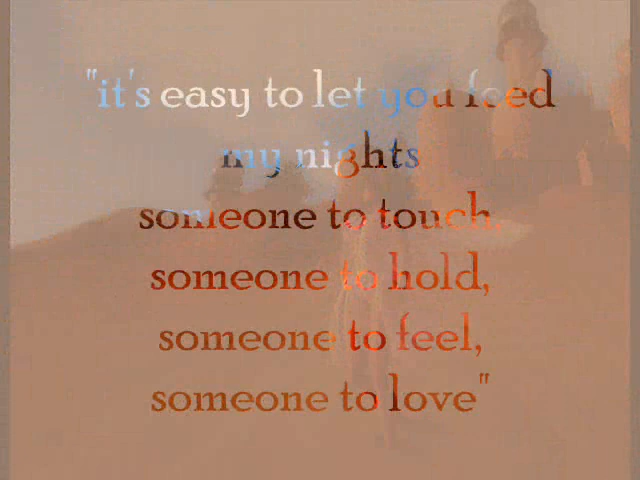 "it's easy to let you feed
my nights
someone to touch,
someone to hold,
someone to feel,
someone to love"